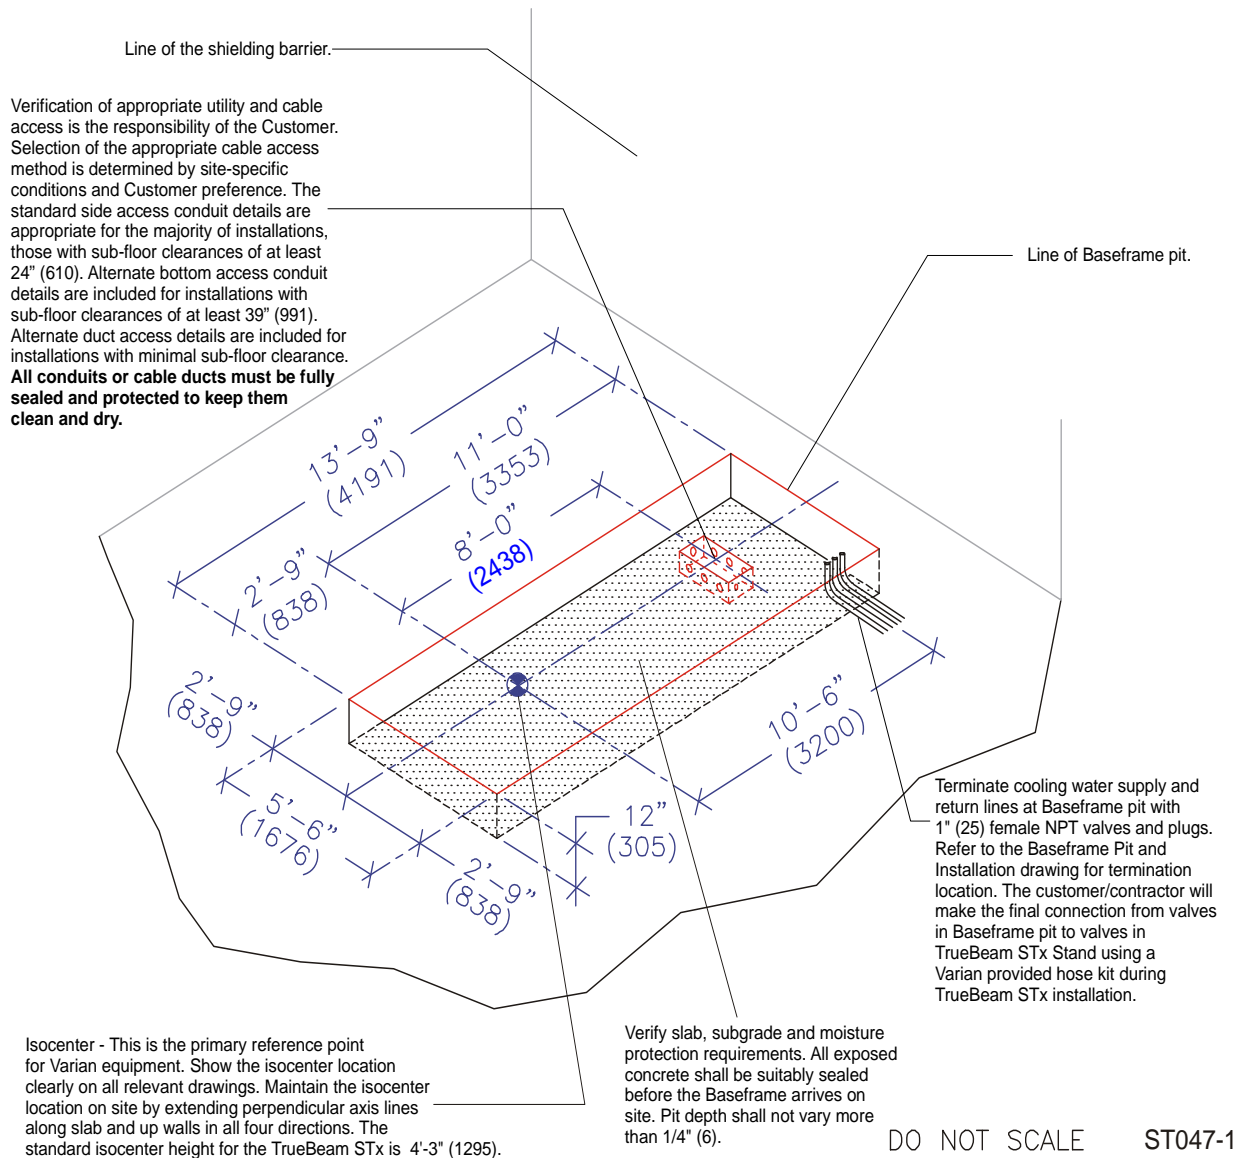 Line of the shielding barrier.
Verification of appropriate utility and cable
access is the responsibility of the Customer.
Selection of the appropriate cable access
method is determined by site-specific
conditions and Customer preference. The
standard side access conduit details are
appropriate for the majority of installations,
those with sub-floor clearances of at least
24” (610). Alternate bottom access conduit
details are included for installations with
sub-floor clearances of at least 39” (991).
Alternate duct access details are included for
installations with minimal sub-floor clearance.
All conduits or cable ducts must be fully
sealed and protected to keep them
clean and dry.
Line of Baseframe pit.
13’–9”
(4191)
11’–0”
(3353)
8’–0”
(2438)
2’–9”
(838)
2’–9”
(838)
5’–6”
(1676)
2’–9”
(838)
12”
(305)
10’–6”
(3200)
Terminate cooling water supply and
return lines at Baseframe pit with
1" (25) female NPT valves and plugs.
Refer to the Baseframe Pit and
Installation drawing for termination
location. The customer/contractor will
make the final connection from valves
in Baseframe pit to valves in
TrueBeam STx Stand using a
Varian provided hose kit during
TrueBeam STx installation.
Isocenter - This is the primary reference point
for Varian equipment. Show the isocenter location
clearly on all relevant drawings. Maintain the isocenter
location on site by extending perpendicular axis lines
along slab and up walls in all four directions. The
standard isocenter height for the TrueBeam STx is 4'-3" (1295).
Verify slab, subgrade and moisture
protection requirements. All exposed
concrete shall be suitably sealed
before the Baseframe arrives on
site. Pit depth shall not vary more
than 1/4" (6).
DO NOT SCALE
ST047-1